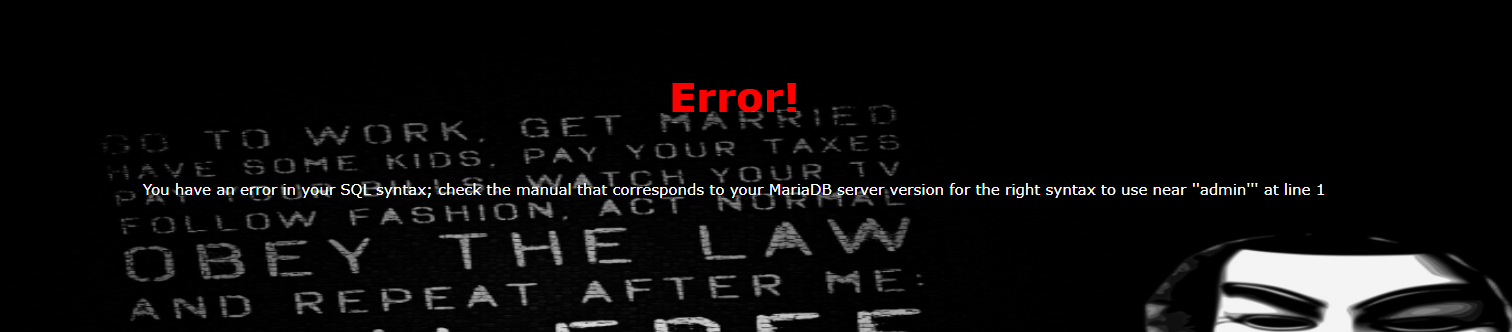 Error!
GO TO WORK, GET MARRIED
HAVE SOME KIDS, PAY YOUR TAXES
PAY YOUR BILLS, WATCH YOUR TV
You have an error in your SQL syntax; check the manual that corresponds to your MariaDB server version for the right syntax to use near ''admin''' at line 1
FOLLOW FASHION, ACT NORMAL
OBEY THE LAW
AND REPEAT AFTER ME:
FREE